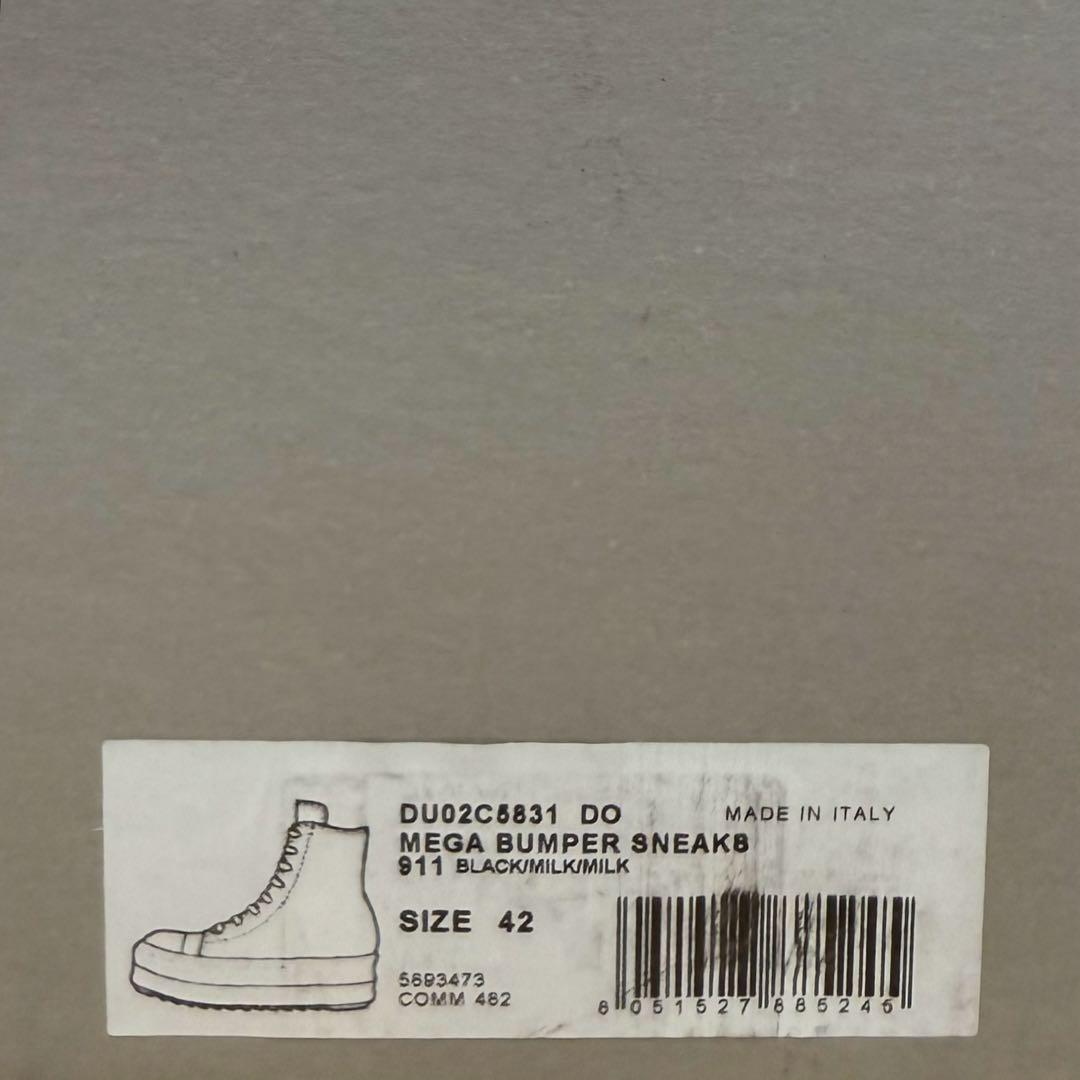 DU02C5831 DO
MADE IN ITALY
MEGA BUMPER SNEAKS
911 BLACK/MILK/MILK
SIZE 42
5693473
COMM 482
8 051527 885245